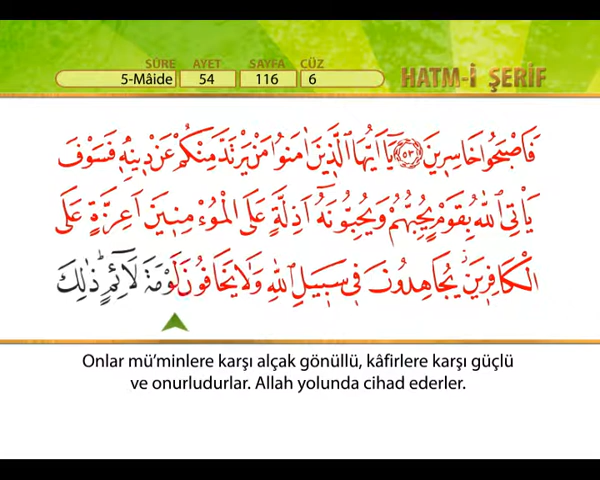 SÛRE AYET SAYFA CÜZ
5-Mâide 54 116 6 HATM-İ ŞERİF
فَاَصْبَحُوا خَاسِرِينَ ﴿٥٣﴾ يَٓا اَيُّهَا الَّذِينَ اٰمَنُوا مَنْ يَرْتَدَّ مِنْكُمْ عَنْ دِينِهِ فَسَوْفَ
يَاْتِى اللّٰهُ بِقَوْمٍ يُحِبُّهُمْ وَيُحِبُّونَهُٓ اَذِلَّةٍ عَلَى الْمُؤْمِنِينَ اَعِزَّةٍ عَلَى
الْكَافِرِينَ يُجَاهِدُونَ فِى سَبِيلِ اللّٰهِ وَلَا يَخَافُونَ لَوْمَةَ لَٓائِمٍ ذٰلِكَ
Onlar mü’minlere karşı alçak gönüllü, kâfirlere karşı güçlü
ve onurludurlar. Allah yolunda cihad ederler.